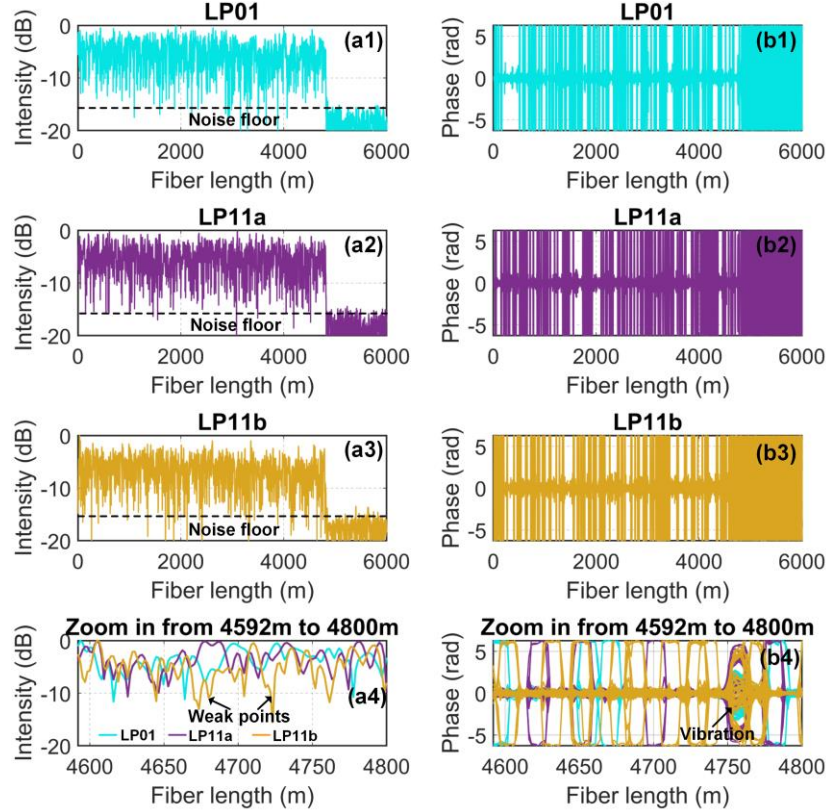 LP01
(a1)
Intensity (dB)
0
-10
-20
Noise floor
0 2000 4000 6000
Fiber length (m)
LP01
(b1)
Phase (rad)
5
0
-5
0 2000 4000 6000
Fiber length (m)
LP11a
(a2)
Intensity (dB)
0
-10
-20
Noise floor
0 2000 4000 6000
Fiber length (m)
LP11a
(b2)
Phase (rad)
5
0
-5
0 2000 4000 6000
Fiber length (m)
LP11b
(a3)
Intensity (dB)
0
-10
-20
Noise floor
0 2000 4000 6000
Fiber length (m)
LP11b
(b3)
Phase (rad)
5
0
-5
0 2000 4000 6000
Fiber length (m)
Zoom in from 4592m to 4800m
(a4)
Intensity (dB)
0
-10
-20
Weak points
LP01 LP11a LP11b
4600 4650 4700 4750 4800
Fiber length (m)
Zoom in from 4592m to 4800m
(b4)
Phase (rad)
5
0
-5
Vibration
4600 4650 4700 4750 4800
Fiber length (m)